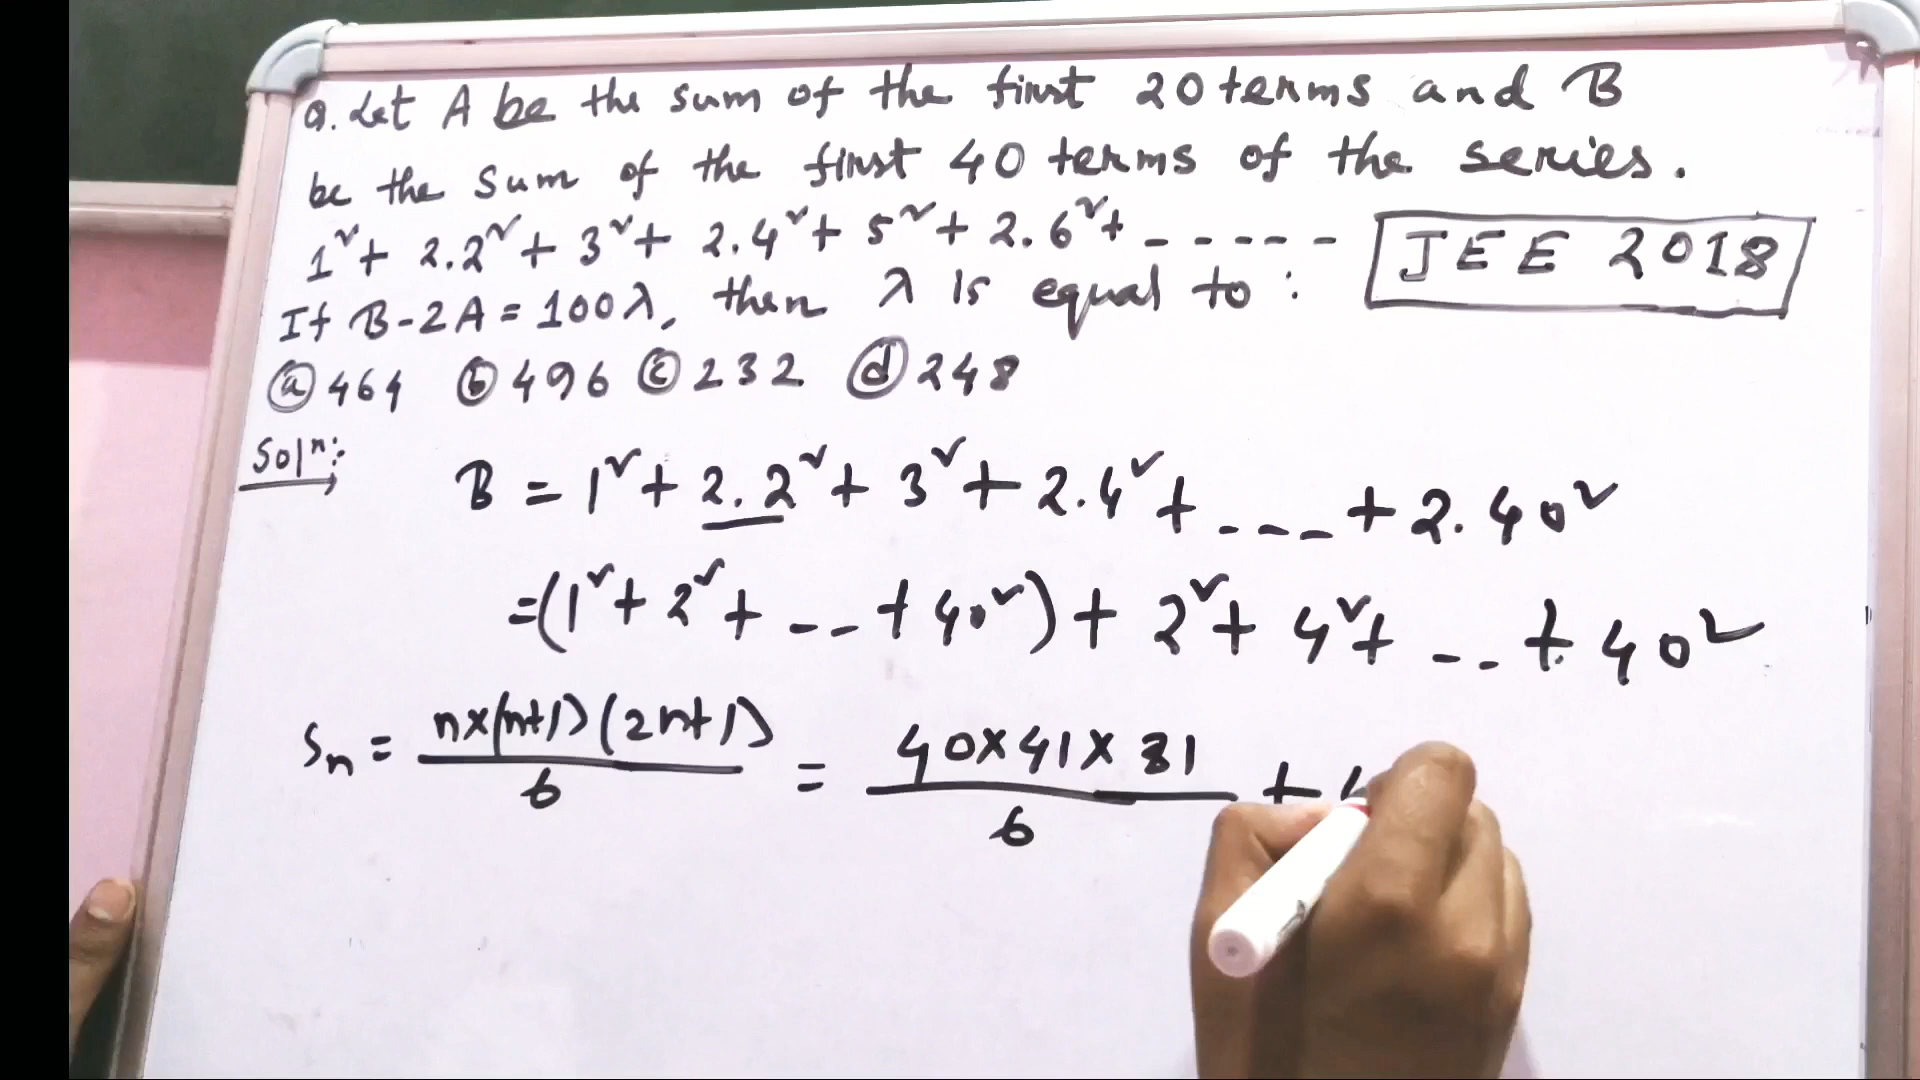 Q. Let A be the sum of the first 20 terms and B
be the sum of the first 40 terms of the series.
1² + 2.2² + 3² + 2.4² + 5² + 2.6² + - - - - -
JEE 2018
If B-2A = 100λ, then λ is equal to :
(a) 464 (b) 496 (c) 232 (d) 248
Solⁿ:
B = 1² + 2.2² + 3² + 2.4² + - - - + 2.40²
=(1² + 2² + - - + 40²) + 2² + 4² + - - + 40²
Sn = n×(n+1)(2n+1)/6 = 40×41×81/6 +